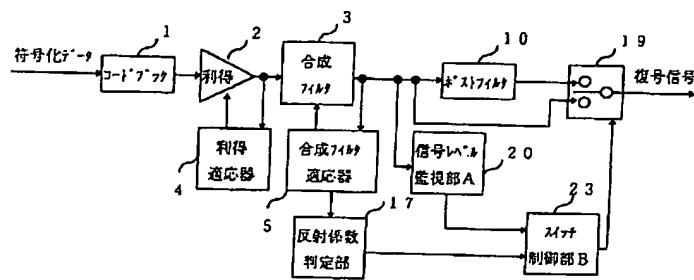 符号化ﾃﾞｰﾀ
1
ｺｰﾄﾞﾌﾞｯｸ
2
利得
3
合成
ﾌｨﾙﾀ
10
ﾎﾟｽﾄﾌｨﾙﾀ
19
復号信号
4
利得
適応器
5
合成ﾌｨﾙﾀ
適応器
信号ﾚﾍﾞﾙ
監視部A
20
17
反射係数
判定部
23
ｽｲｯﾁ
制御部B